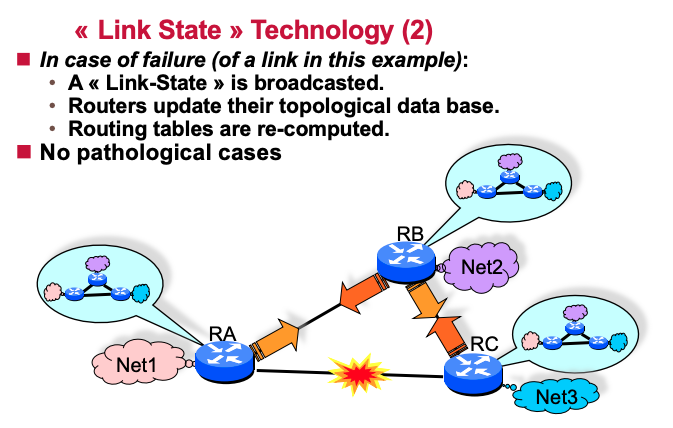 « Link State » Technology (2)
In case of failure (of a link in this example):
• A « Link-State » is broadcasted.
• Routers update their topological data base.
• Routing tables are re-computed.
No pathological cases
RB
Net2
RA
Net1
RC
Net3